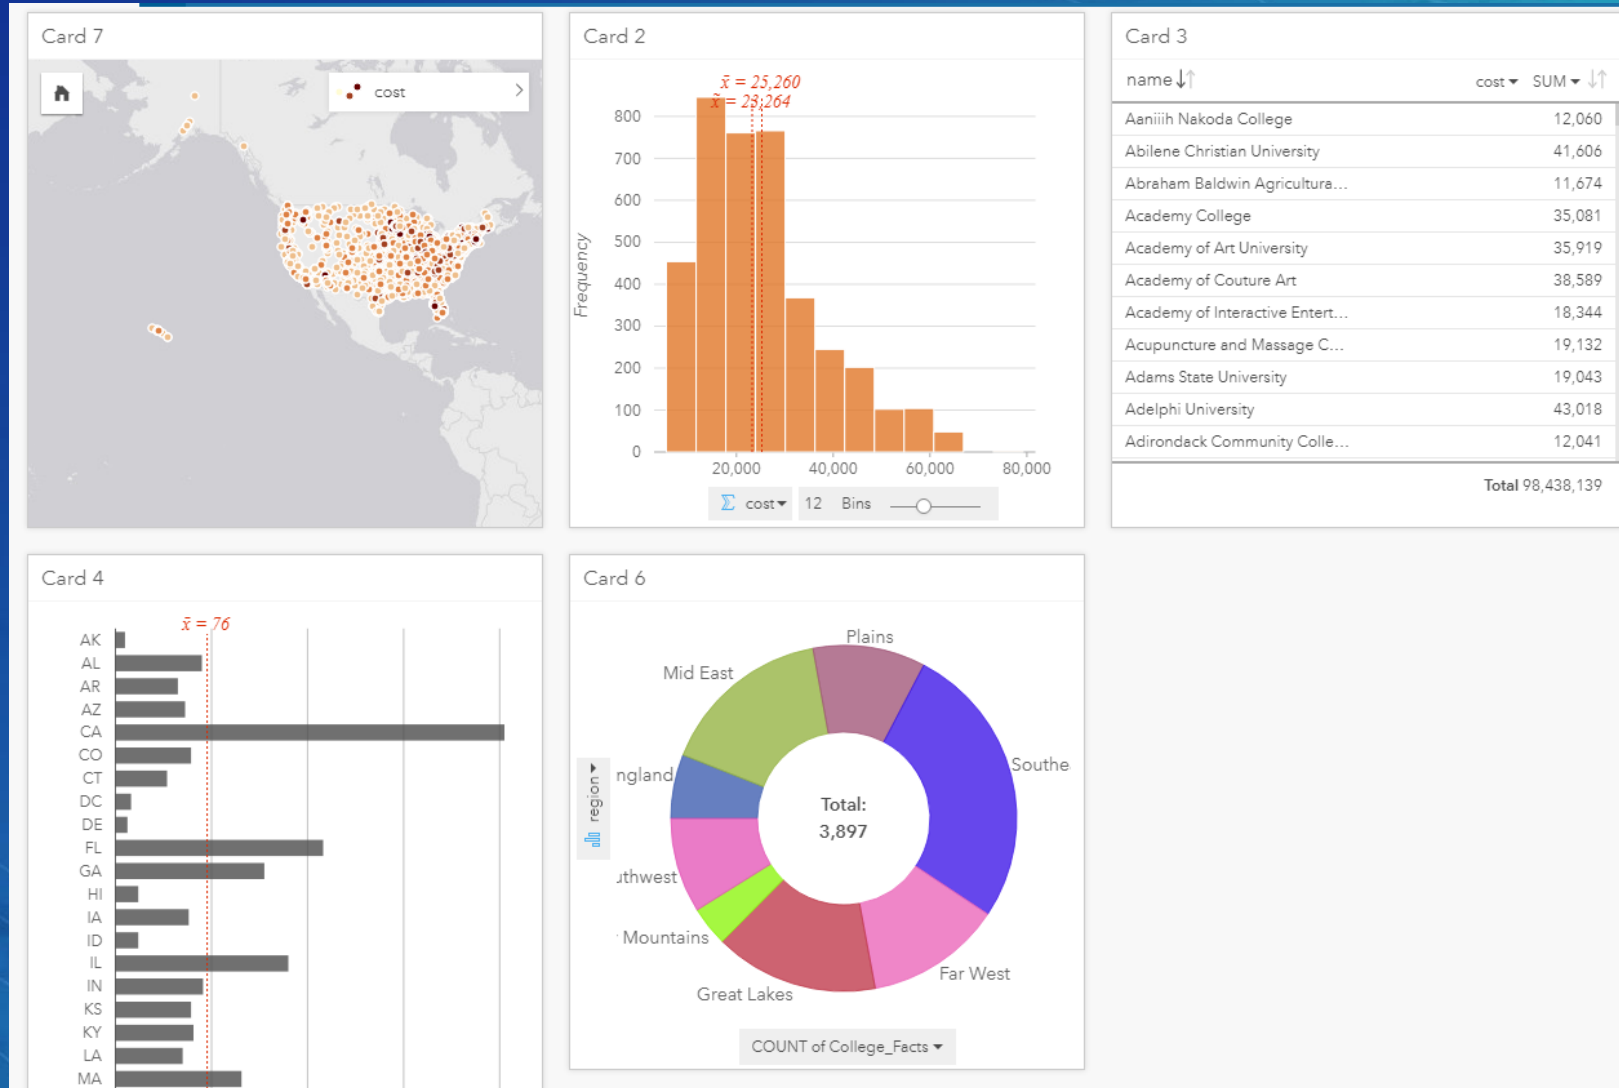 Card 7
cost
Card 2
x̄ = 25,260
x̃ = 23,264
Frequency
800
700
600
500
400
300
200
100
0
20,000 40,000 60,000 80,000
Σ cost 12 Bins
Card 3
name cost SUM
Aaniiih Nakoda College 12,060
Abilene Christian University 41,606
Abraham Baldwin Agricultura... 11,674
Academy College 35,081
Academy of Art University 35,919
Academy of Couture Art 38,589
Academy of Interactive Entert... 18,344
Acupuncture and Massage C... 19,132
Adams State University 19,043
Adelphi University 43,018
Adirondack Community Colle... 12,041
Total 98,438,139
Card 4
x̄ = 76
AK
AL
AR
AZ
CA
CO
CT
DC
DE
FL
GA
HI
IA
ID
IL
IN
KS
KY
LA
MA
Card 6
Plains
Mid East
Southe
ngland
region
Total:
3,897
uthwest
Mountains
Far West
Great Lakes
COUNT of College_Facts